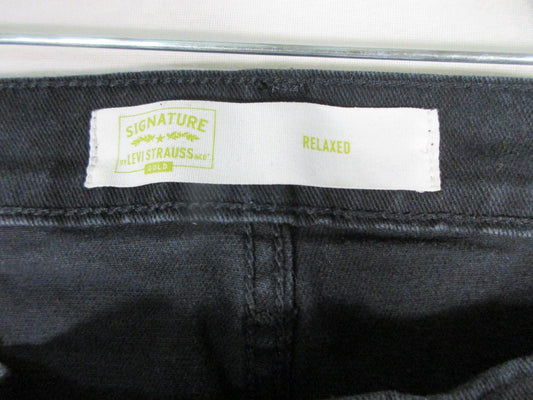 SIGNATURE
BY LEVI STRAUSS & CO.
GOLD
RELAXED